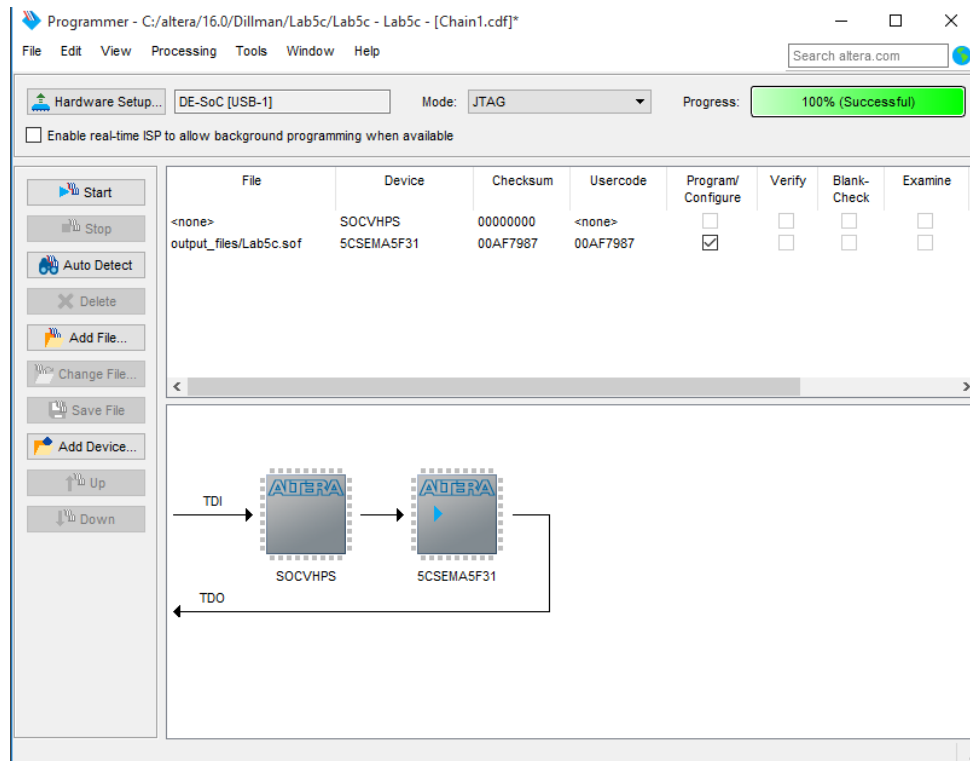 Programmer - C:/altera/16.0/Dillman/Lab5c/Lab5c - Lab5c - [Chain1.cdf]*
File Edit View Processing Tools Window Help
Search altera.com
Hardware Setup... DE-SoC [USB-1] Mode: JTAG Progress: 100% (Successful)
Enable real-time ISP to allow background programming when available
Start
Stop
Auto Detect
Delete
Add File...
Change File...
Save File
Add Device...
Up
Down
File Device Checksum Usercode Program/ Verify Blank- Examine
Configure Check
<none> SOCVHPS 00000000 <none>
output_files/Lab5c.sof 5CSEMA5F31 00AF7987 00AF7987
ALTERA ALTERA
TDI
SOCVHPS 5CSEMA5F31
TDO